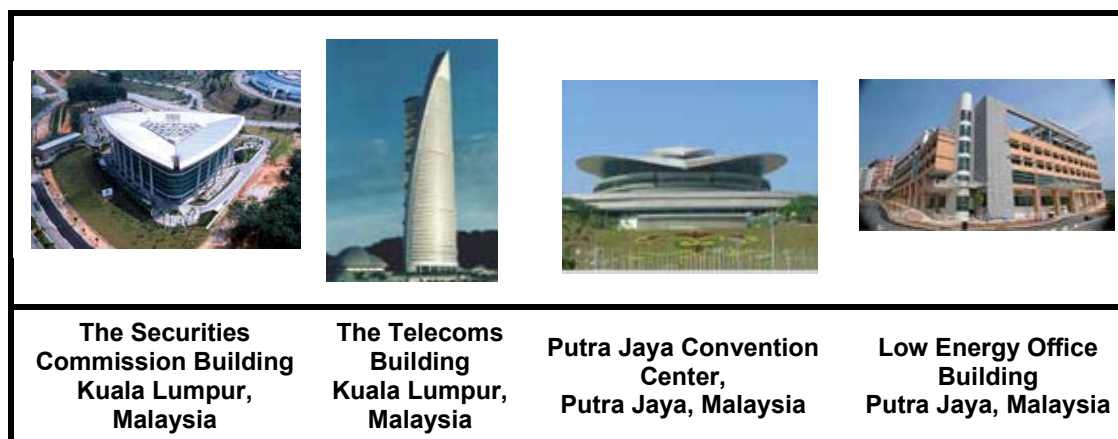 The Securities
Commission Building
Kuala Lumpur,
Malaysia
The Telecoms
Building
Kuala Lumpur,
Malaysia
Putra Jaya Convention
Center,
Putra Jaya, Malaysia
Low Energy Office
Building
Putra Jaya, Malaysia